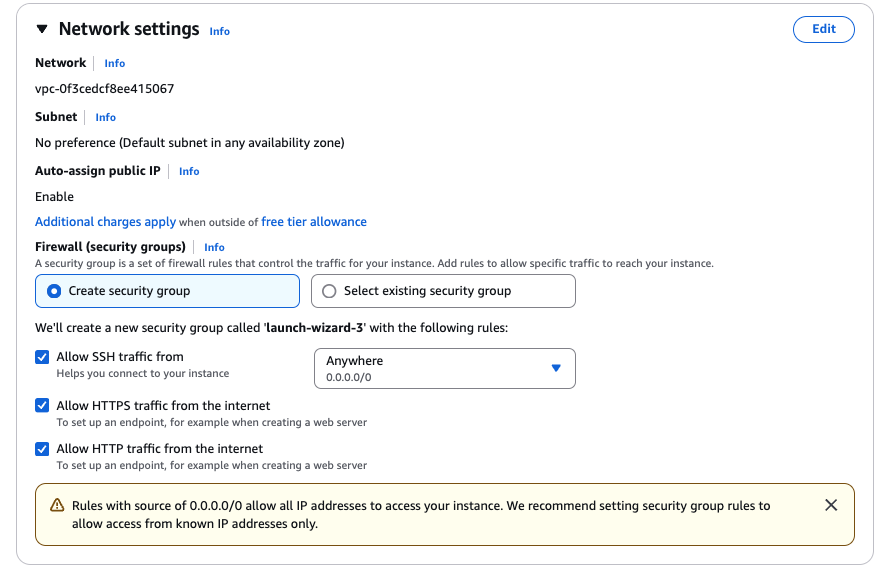 Network settings Info Edit
Network Info
vpc-0f3cedcf8ee415067
Subnet Info
No preference (Default subnet in any availability zone)
Auto-assign public IP Info
Enable
Additional charges apply when outside of free tier allowance
Firewall (security groups) Info
A security group is a set of firewall rules that control the traffic for your instance. Add rules to allow specific traffic to reach your instance.
Create security group Select existing security group
We'll create a new security group called 'launch-wizard-3' with the following rules:
Allow SSH traffic from
Helps you connect to your instance
Anywhere
0.0.0.0/0
Allow HTTPS traffic from the internet
To set up an endpoint, for example when creating a web server
Allow HTTP traffic from the internet
To set up an endpoint, for example when creating a web server
Rules with source of 0.0.0.0/0 allow all IP addresses to access your instance. We recommend setting security group rules to
allow access from known IP addresses only.